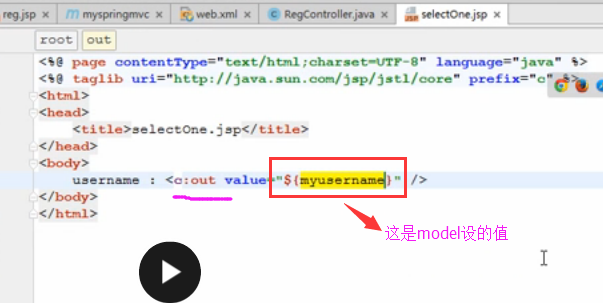 reg.jsp × myspringmvc × web.xml × RegController.java × selectOne.jsp ×
root out
<%@ page contentType="text/html;charset=UTF-8" language="java" %>
<%@ taglib uri="http://java.sun.com/jsp/jstl/core" prefix="c" %>
<html>
<head>
<title>selectOne.jsp</title>
</head>
<body>
username : <c:out value="${myusername}" />
</body>
</html>
这是model设的值